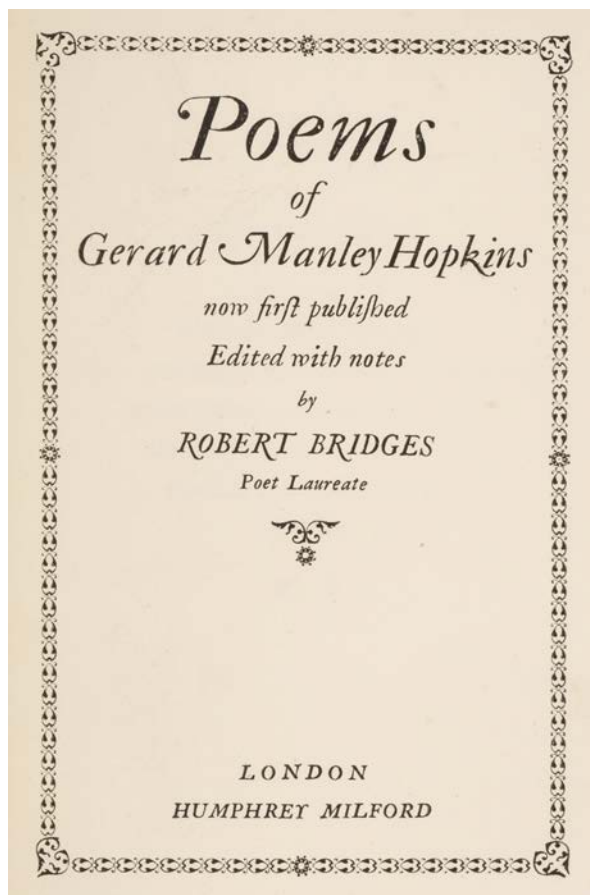 Poems
of
Gerard Manley Hopkins
now firſt publiſhed
Edited with notes
by
ROBERT BRIDGES
Poet Laureate
LONDON
HUMPHREY MILFORD